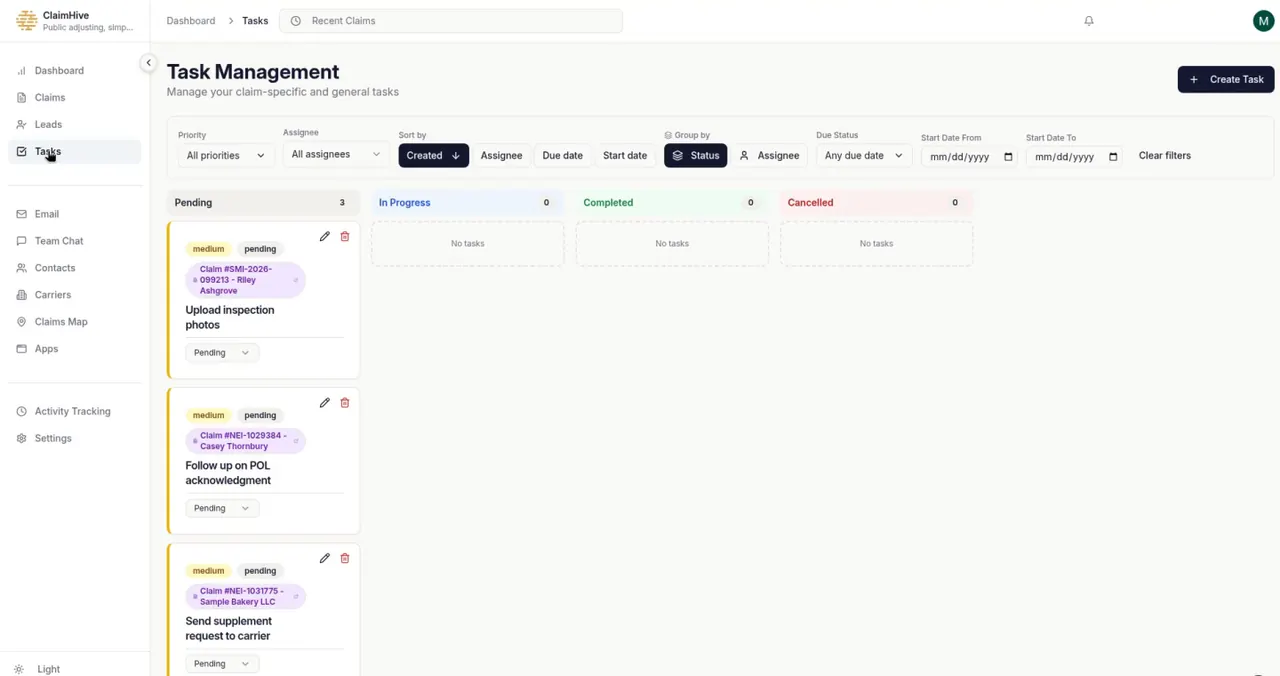 ClaimHive
Public adjusting, simp...
Dashboard
Claims
Leads
Tasks
Email
Team Chat
Contacts
Carriers
Claims Map
Apps
Activity Tracking
Settings
Light
Dashboard > Tasks
Recent Claims
M
Task Management
Manage your claim-specific and general tasks
+ Create Task
Priority
All priorities
Assignee
All assignees
Sort by
Created ↓ Assignee Due date Start date
Group by
Status Assignee
Due Status
Any due date
Start Date From
mm/dd/yyyy
Start Date To
mm/dd/yyyy
Clear filters
Pending 3
medium pending
Claim #SMI-2026-
099213 - Riley
Ashgrove
Upload inspection
photos
Pending
medium pending
Claim #NEI-1029384 -
Casey Thornbury
Follow up on POL
acknowledgment
Pending
medium pending
Claim #NEI-1031775 -
Sample Bakery LLC
Send supplement
request to carrier
Pending
In Progress 0
No tasks
Completed 0
No tasks
Cancelled 0
No tasks